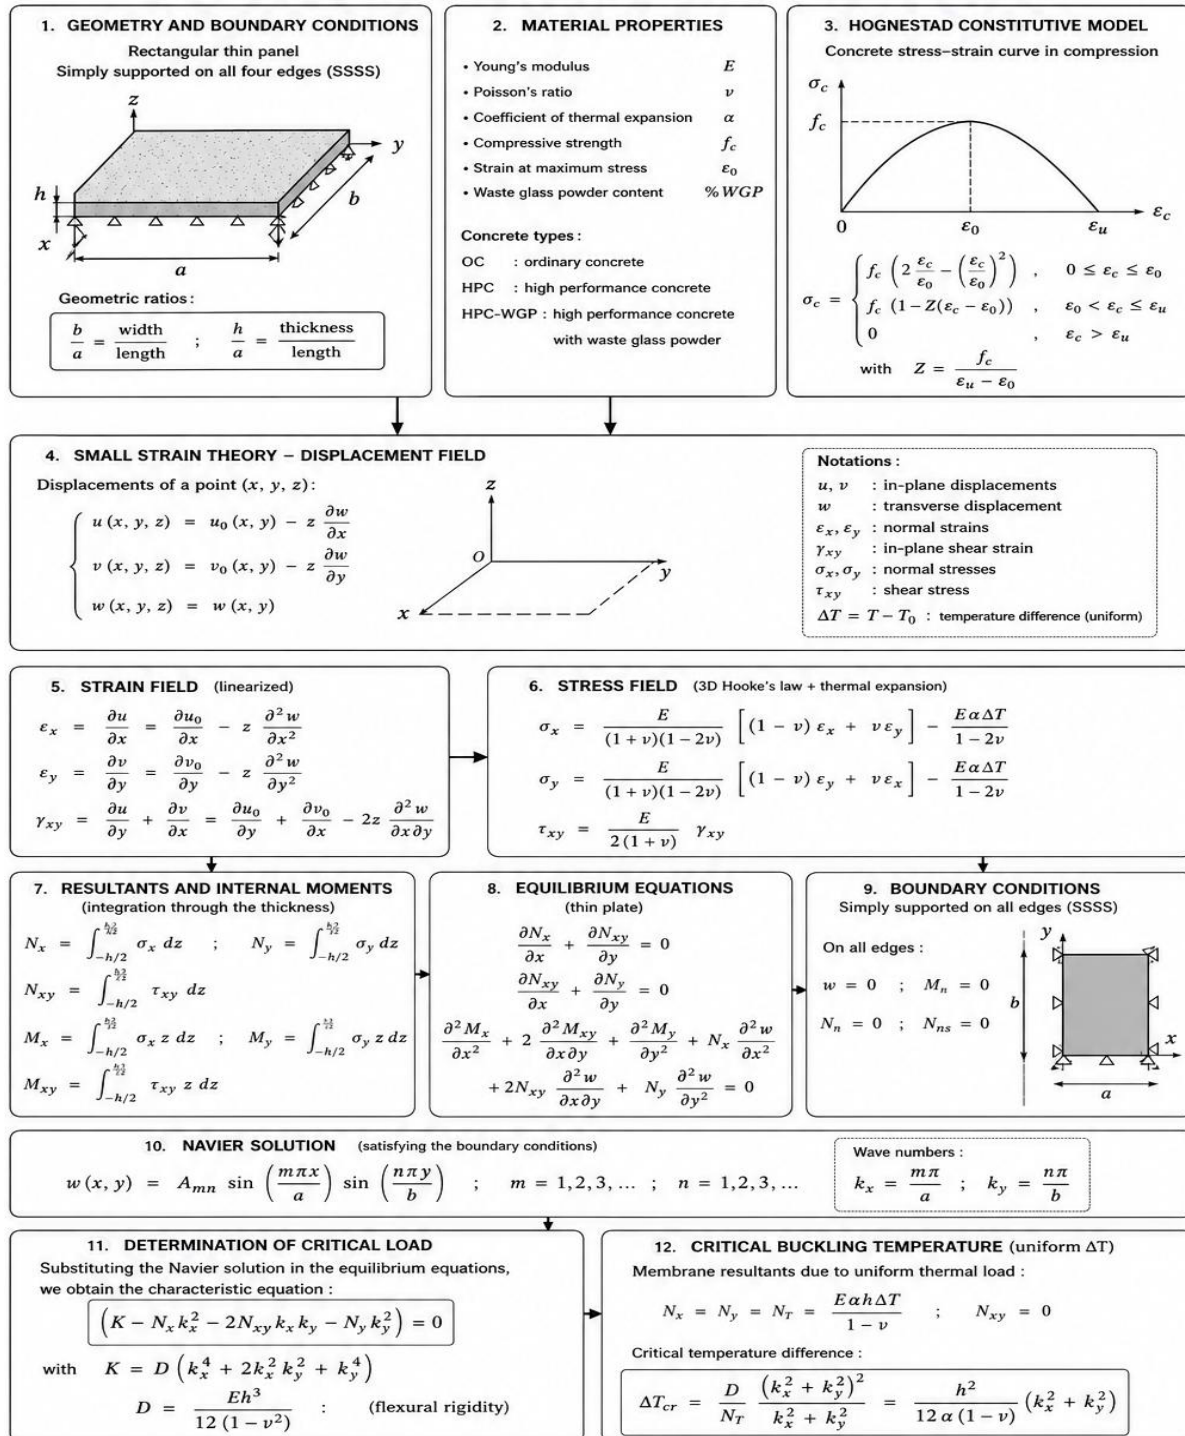 1. GEOMETRY AND BOUNDARY CONDITIONS
Rectangular thin panel
Simply supported on all four edges (SSSS)
z
y
h
b
x
a
Geometric ratios :
b/a = width/length ; h/a = thickness/length
2. MATERIAL PROPERTIES
• Young's modulus E
• Poisson's ratio ν
• Coefficient of thermal expansion α
• Compressive strength f_c
• Strain at maximum stress ε_0
• Waste glass powder content % WGP
Concrete types :
OC : ordinary concrete
HPC : high performance concrete
HPC-WGP : high performance concrete
with waste glass powder
3. HOGNESTAD CONSTITUTIVE MODEL
Concrete stress–strain curve in compression
σ_c
f_c
0 ε_0 ε_u ε_c
σ_c = { f_c (2 ε_c/ε_0 − (ε_c/ε_0)^2) , 0 ≤ ε_c ≤ ε_0
f_c (1 − Z(ε_c − ε_0)) , ε_0 < ε_c ≤ ε_u
0 , ε_c > ε_u
with Z = f_c/(ε_u − ε_0)
4. SMALL STRAIN THEORY – DISPLACEMENT FIELD
Displacements of a point (x, y, z) :
u (x, y, z) = u_0 (x, y) − z ∂w/∂x
v (x, y, z) = v_0 (x, y) − z ∂w/∂y
w (x, y, z) = w (x, y)
z
O
y
x
Notations :
u, v : in-plane displacements
w : transverse displacement
ε_x, ε_y : normal strains
γ_xy : in-plane shear strain
σ_x, σ_y : normal stresses
τ_xy : shear stress
ΔT = T − T_0 : temperature difference (uniform)
5. STRAIN FIELD (linearized)
ε_x = ∂u/∂x = ∂u_0/∂x − z ∂²w/∂x²
ε_y = ∂v/∂y = ∂v_0/∂y − z ∂²w/∂y²
γ_xy = ∂u/∂y + ∂v/∂x = ∂u_0/∂y + ∂v_0/∂x − 2z ∂²w/∂x∂y
6. STRESS FIELD (3D Hooke's law + thermal expansion)
σ_x = E/((1 + ν)(1 − 2ν)) [(1 − ν) ε_x + ν ε_y] − EαΔT/(1 − 2ν)
σ_y = E/((1 + ν)(1 − 2ν)) [(1 − ν) ε_y + ν ε_x] − EαΔT/(1 − 2ν)
τ_xy = E/(2 (1 + ν)) γ_xy
7. RESULTANTS AND INTERNAL MOMENTS
(integration through the thickness)
N_x = ∫_{−h/2} σ_x dz ; N_y = ∫_{−h/2} σ_y dz
N_xy = ∫_{−h/2} τ_xy dz
M_x = ∫_{−h/2} σ_x z dz ; M_y = ∫_{−h/2} σ_y z dz
M_xy = ∫_{−h/2} τ_xy z dz
8. EQUILIBRIUM EQUATIONS
(thin plate)
∂N_x/∂x + ∂N_xy/∂y = 0
∂N_xy/∂x + ∂N_y/∂y = 0
∂²M_x/∂x² + 2 ∂²M_xy/∂x∂y + ∂²M_y/∂y² + N_x ∂²w/∂x²
+ 2N_xy ∂²w/∂x∂y + N_y ∂²w/∂y² = 0
9. BOUNDARY CONDITIONS
Simply supported on all edges (SSSS)
On all edges :
w = 0 ; M_n = 0
N_n = 0 ; N_ns = 0
y
b
x
a
10. NAVIER SOLUTION (satisfying the boundary conditions)
w (x, y) = A_mn sin (mπx/a) sin (nπy/b) ; m = 1, 2, 3, … ; n = 1, 2, 3, …
Wave numbers :
k_x = mπ/a ; k_y = nπ/b
11. DETERMINATION OF CRITICAL LOAD
Substituting the Navier solution in the equilibrium equations,
we obtain the characteristic equation :
(K − N_x k_x² − 2N_xy k_x k_y − N_y k_y²) = 0
with K = D (k_x⁴ + 2k_x² k_y² + k_y⁴)
D = Eh³/(12 (1 − ν²)) : (flexural rigidity)
12. CRITICAL BUCKLING TEMPERATURE (uniform ΔT)
Membrane resultants due to uniform thermal load :
N_x = N_y = N_T = EαhΔT/(1 − ν) ; N_xy = 0
Critical temperature difference :
ΔT_cr = D/N_T (k_x² + k_y²)²/(k_x² + k_y²) = h²/(12 α (1 − ν)) (k_x² + k_y²)